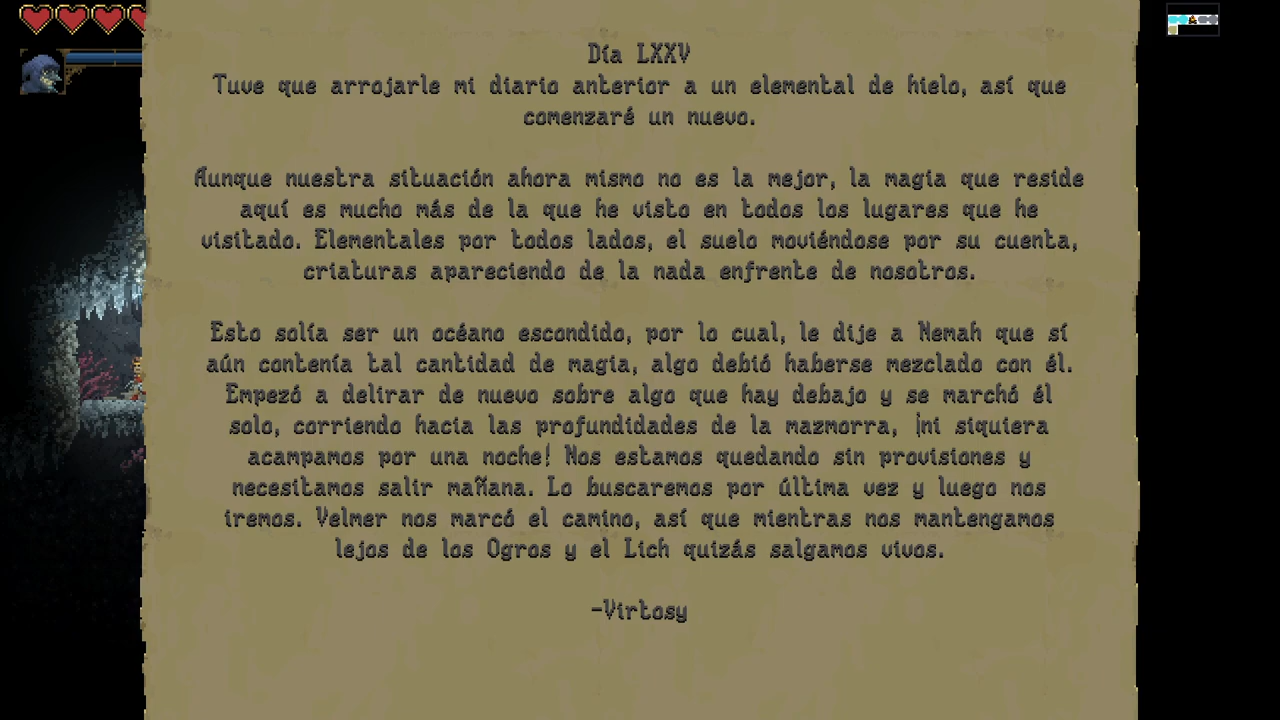 Día LXXV
Tuve que arrojarle mi diario anterior a un elemental de hielo, así que
comenzaré un nuevo.
Aunque nuestra situación ahora mismo no es la mejor, la magia que reside
aquí es mucho más de la que he visto en todos los lugares que he
visitado. Elementales por todos lados, el suelo moviéndose por su cuenta,
criaturas apareciendo de la nada enfrente de nosotros.
Esto solía ser un océano escondido, por lo cual, le dije a Nemah que sí
aún contenía tal cantidad de magia, algo debió haberse mezclado con él.
Empezó a delirar de nuevo sobre algo que hay debajo y se marchó él
solo, corriendo hacia las profundidades de la mazmorra, ¡ni siquiera
acampamos por una noche! Nos estamos quedando sin provisiones y
necesitamos salir mañana. Lo buscaremos por última vez y luego nos
iremos. Velmer nos marcó el camino, así que mientras nos mantengamos
lejos de los Ogros y el Lich quizás salgamos vivos.
-Virtosy